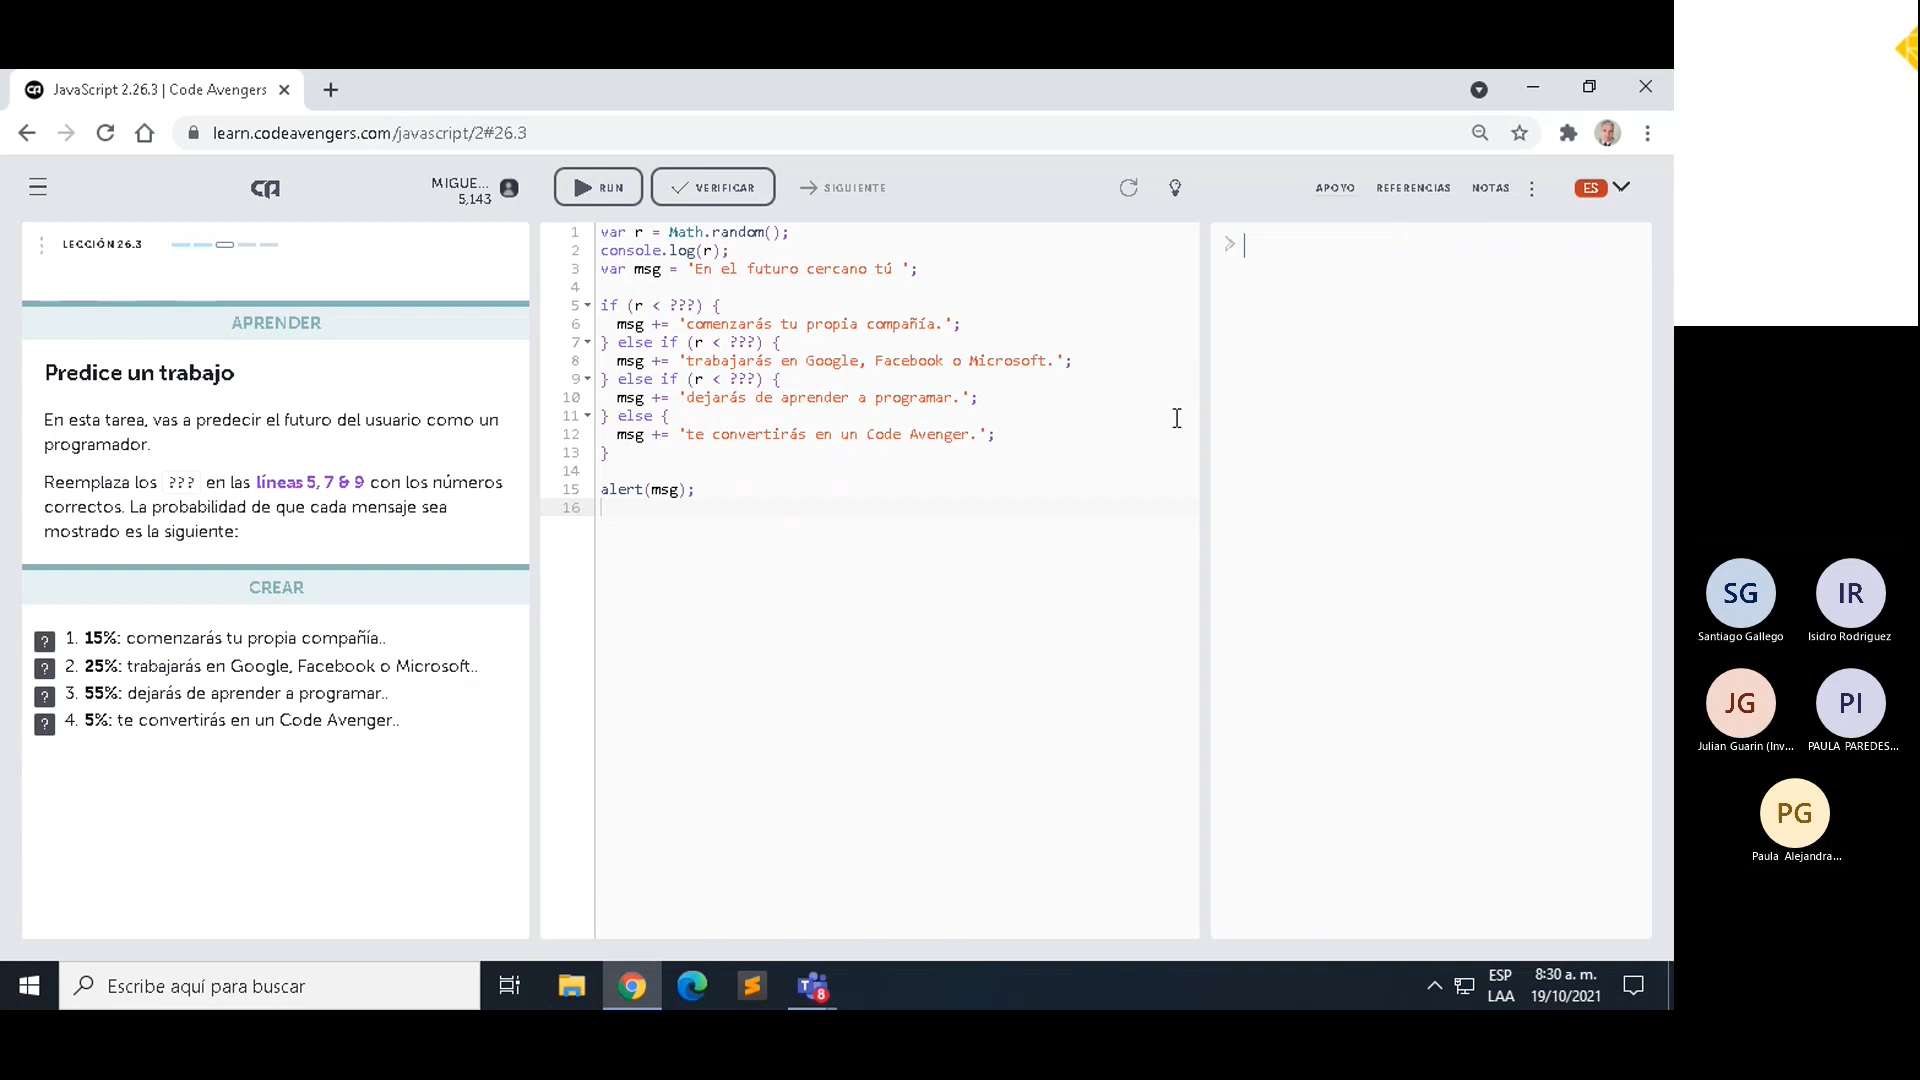 JavaScript 2.26.3 | Code Avengers
learn.codeavengers.com/javascript/2#26.3
MIGUE...
5,143
RUN
VERIFICAR
SIGUIENTE
APOYO
REFERENCIAS
NOTAS
ES
LECCIÓN 26.3
APRENDER
Predice un trabajo
En esta tarea, vas a predecir el futuro del usuario como un
programador.
Reemplaza los ??? en las líneas 5, 7 & 9 con los números
correctos. La probabilidad de que cada mensaje sea
mostrado es la siguiente:
CREAR
? 1. 15%: comenzarás tu propia compañía..
? 2. 25%: trabajarás en Google, Facebook o Microsoft..
? 3. 55%: dejarás de aprender a programar..
? 4. 5%: te convertirás en un Code Avenger..
1 var r = Math.random();
2 console.log(r);
3 var msg = 'En el futuro cercano tú ';
4
5 if (r < ???) {
6 msg += 'comenzarás tu propia compañía.';
7 } else if (r < ???) {
8 msg += 'trabajarás en Google, Facebook o Microsoft.';
9 } else if (r < ???) {
10 msg += 'dejarás de aprender a programar.';
11 } else {
12 msg += 'te convertirás en un Code Avenger.';
13 }
14
15 alert(msg);
16
>
SG
Santiago Gallego
IR
Isidro Rodriguez
JG
Julian Guarin (Inv...
PI
PAULA PAREDES...
PG
Paula Alejandra...
Escribe aquí para buscar
8
ESP
LAA
8:30 a. m.
19/10/2021